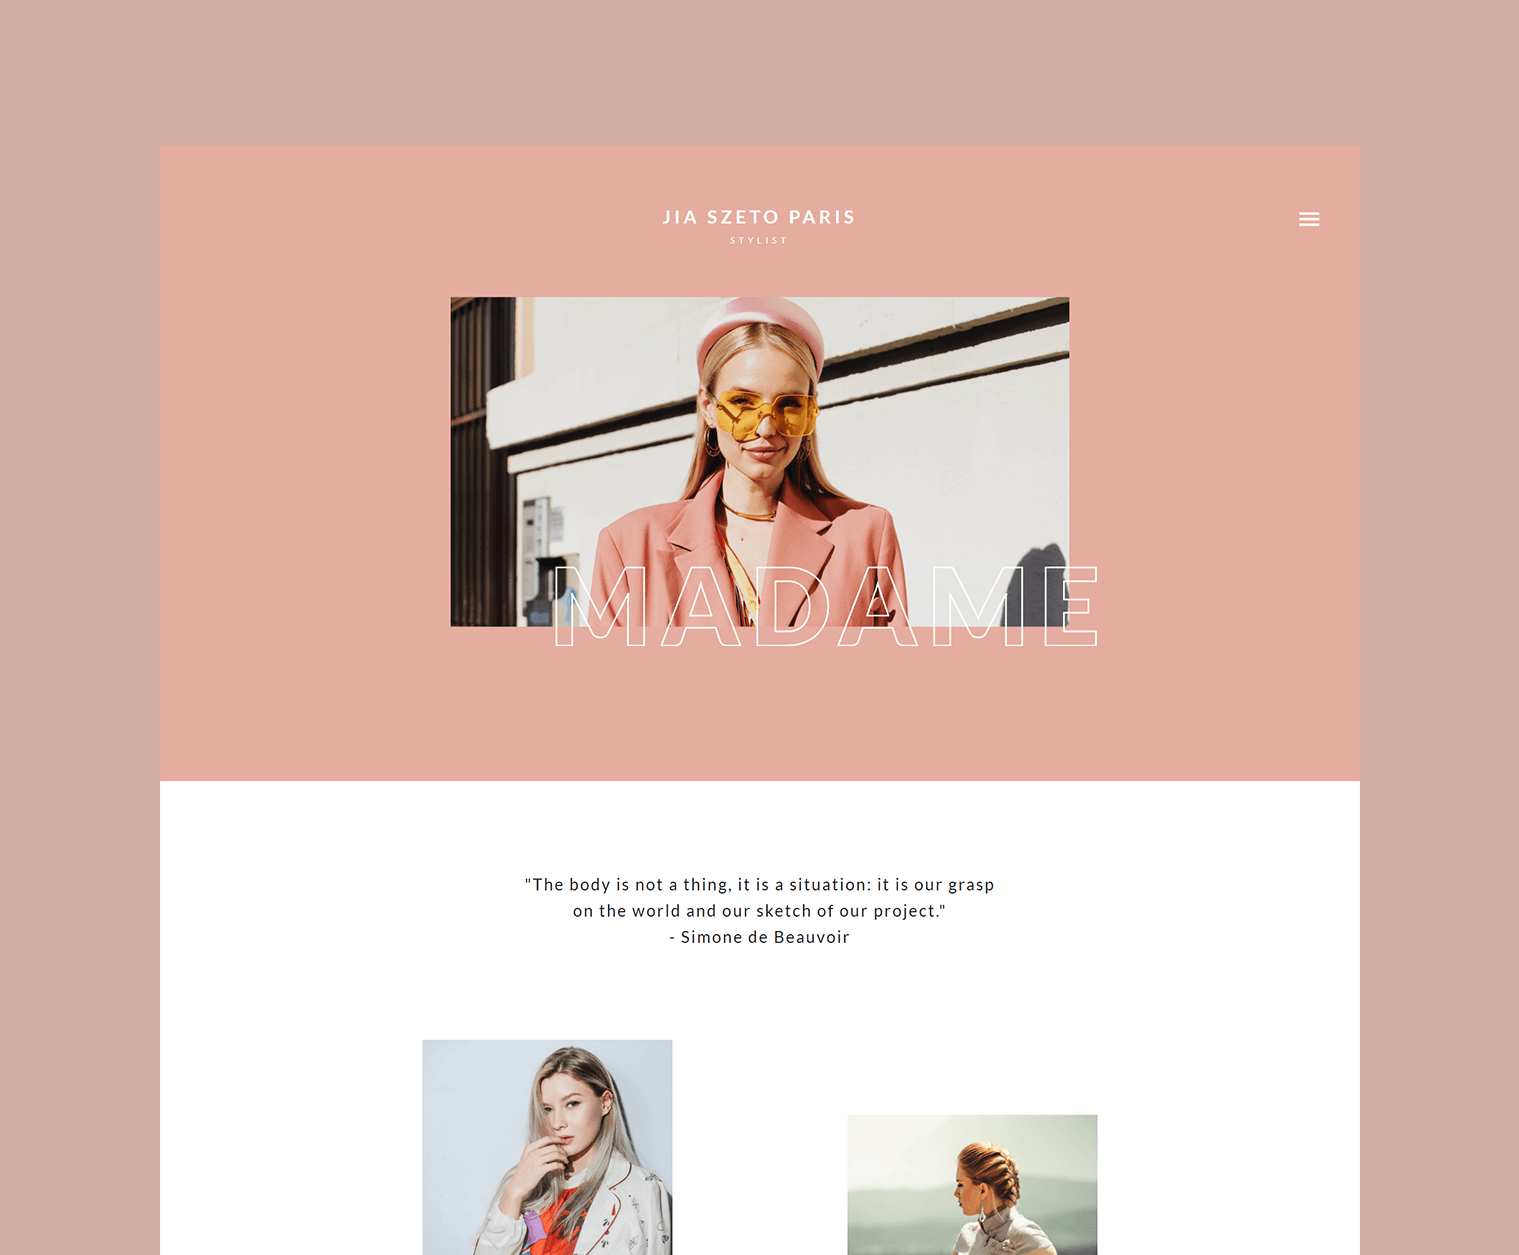 JIA SZETO PARIS
STYLIST
MADAME
"The body is not a thing, it is a situation: it is our grasp
on the world and our sketch of our project."
- Simone de Beauvoir